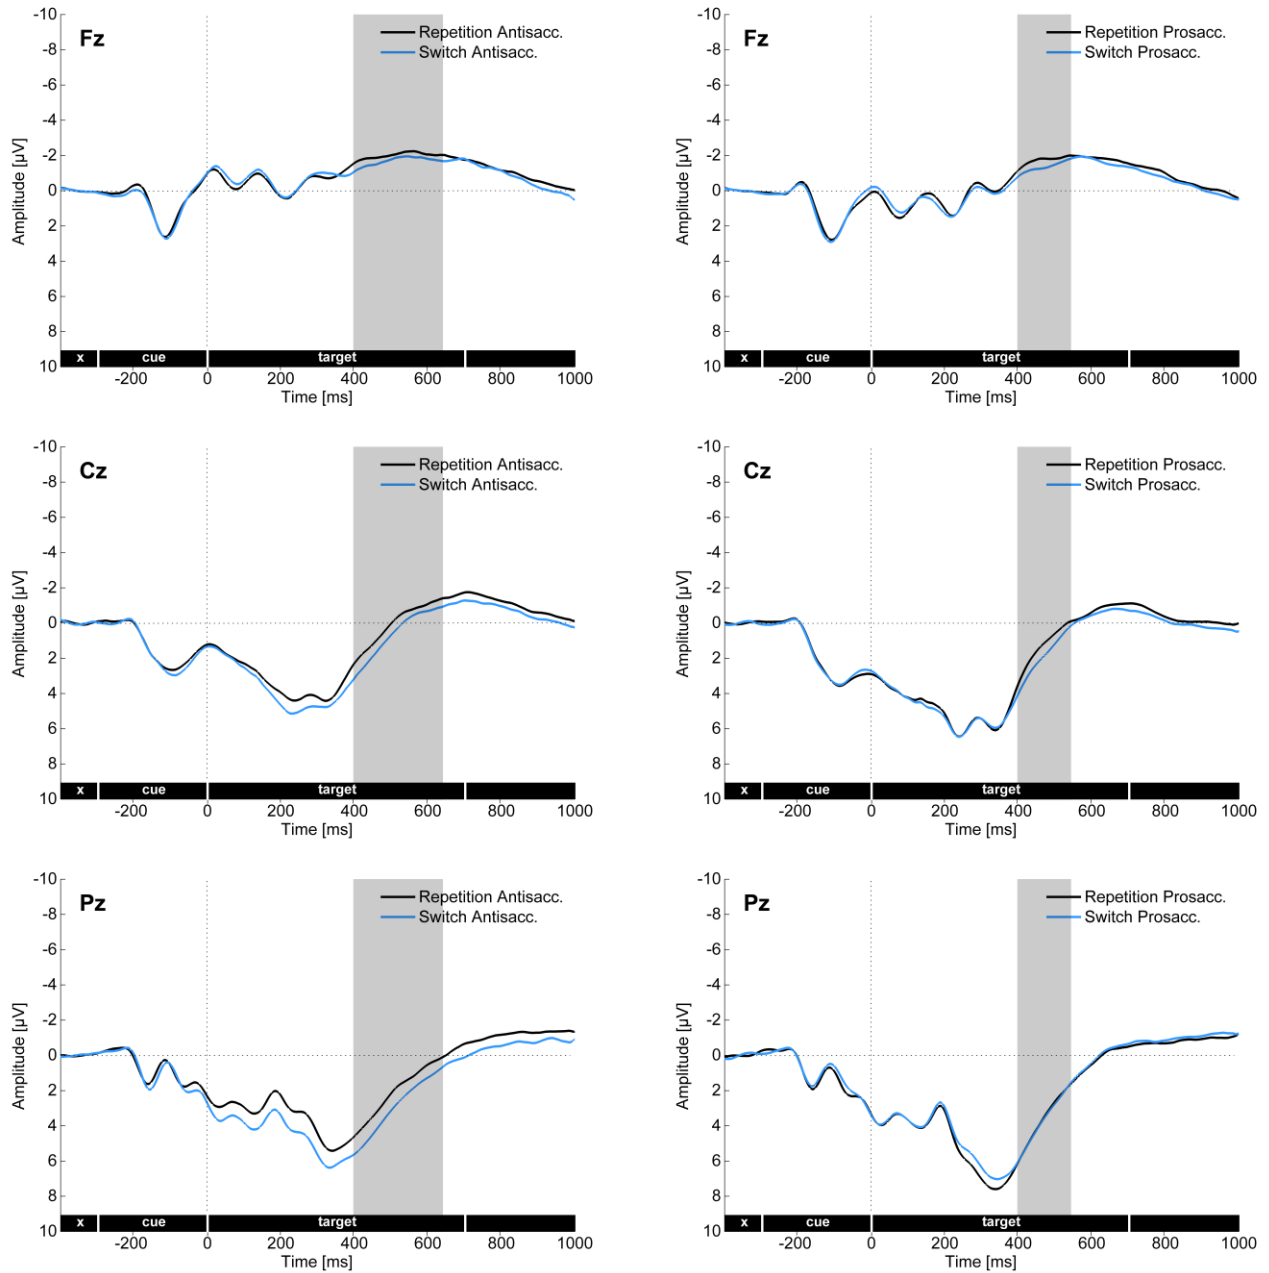 Fz
Repetition Antisacc.
Switch Antisacc.
Amplitude [µV]
-10
-8
-6
-4
-2
0
2
4
6
8
10
x cue target
-200 0 200 400 600 800 1000
Time [ms]
Fz
Repetition Prosacc.
Switch Prosacc.
Amplitude [µV]
-10
-8
-6
-4
-2
0
2
4
6
8
10
x cue target
-200 0 200 400 600 800 1000
Time [ms]
Cz
Repetition Antisacc.
Switch Antisacc.
Amplitude [µV]
-10
-8
-6
-4
-2
0
2
4
6
8
10
x cue target
-200 0 200 400 600 800 1000
Time [ms]
Cz
Repetition Prosacc.
Switch Prosacc.
Amplitude [µV]
-10
-8
-6
-4
-2
0
2
4
6
8
10
x cue target
-200 0 200 400 600 800 1000
Time [ms]
Pz
Repetition Antisacc.
Switch Antisacc.
Amplitude [µV]
-10
-8
-6
-4
-2
0
2
4
6
8
10
x cue target
-200 0 200 400 600 800 1000
Time [ms]
Pz
Repetition Prosacc.
Switch Prosacc.
Amplitude [µV]
-10
-8
-6
-4
-2
0
2
4
6
8
10
x cue target
-200 0 200 400 600 800 1000
Time [ms]